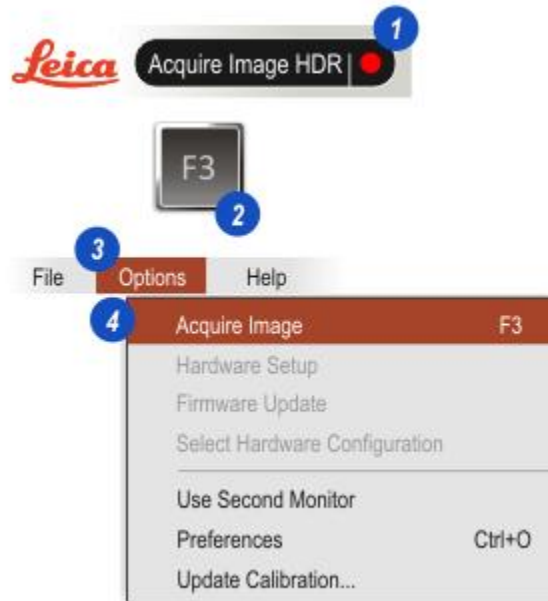 Leica Acquire Image HDR 1
F3
2
3
File Options Help
4 Acquire Image F3
Hardware Setup
Firmware Update
Select Hardware Configuration
Use Second Monitor
Preferences Ctrl+O
Update Calibration...